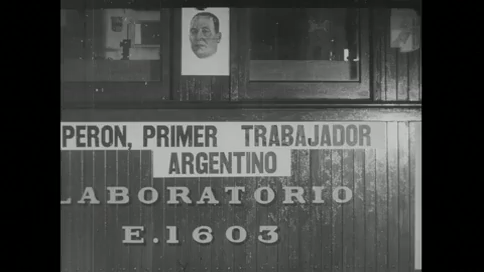 PERON, PRIMER TRABAJADOR
ARGENTINO
LABORATORIO
E.1603